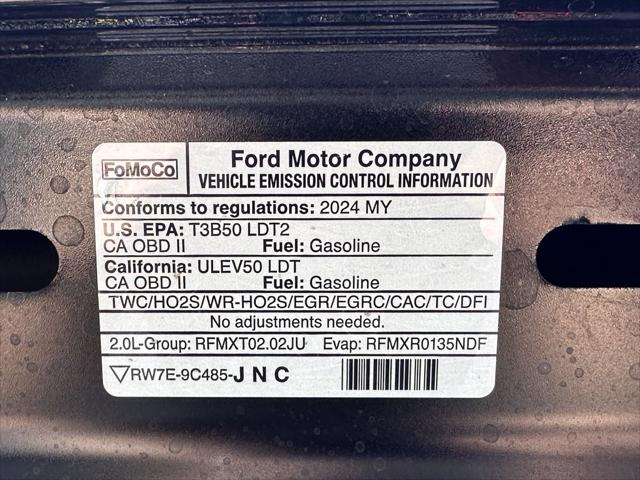 FoMoCo
Ford Motor Company
VEHICLE EMISSION CONTROL INFORMATION
Conforms to regulations: 2024 MY
U.S. EPA: T3B50 LDT2
CA OBD II Fuel: Gasoline
California: ULEV50 LDT
CA OBD II Fuel: Gasoline
TWC/HO2S/WR-HO2S/EGR/EGRC/CAC/TC/DFI
No adjustments needed.
2.0L-Group: RFMXT02.02JU Evap: RFMXR0135NDF
▽RW7E-9C485-JNC